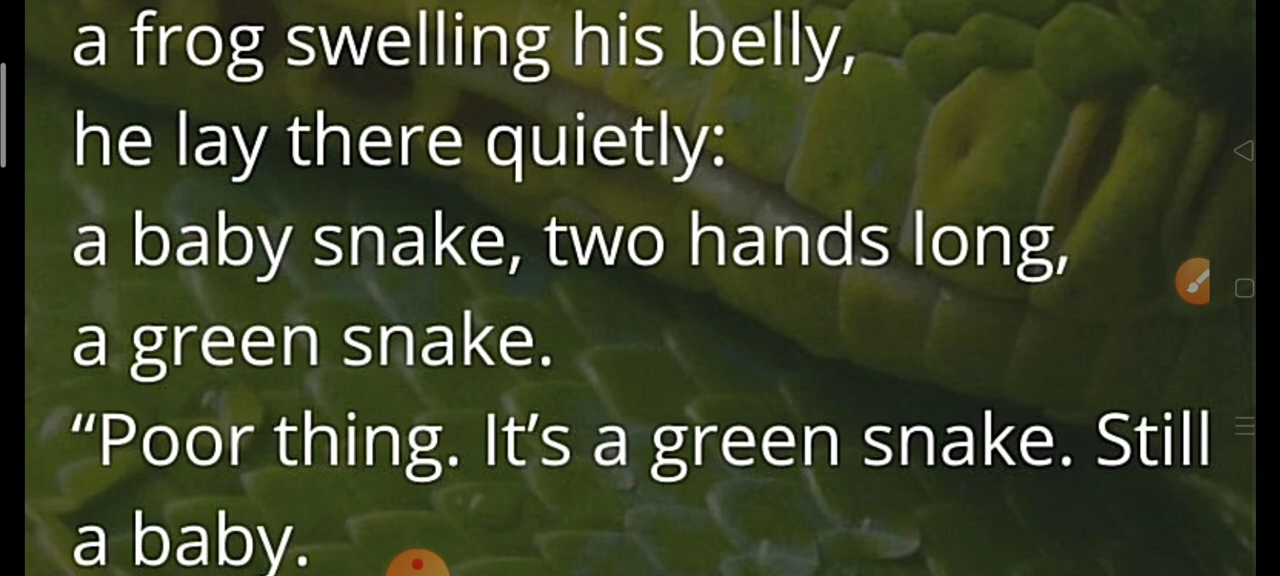 a frog swelling his belly,
he lay there quietly:
a baby snake, two hands long,
a green snake.
“Poor thing. It’s a green snake. Still
a baby.